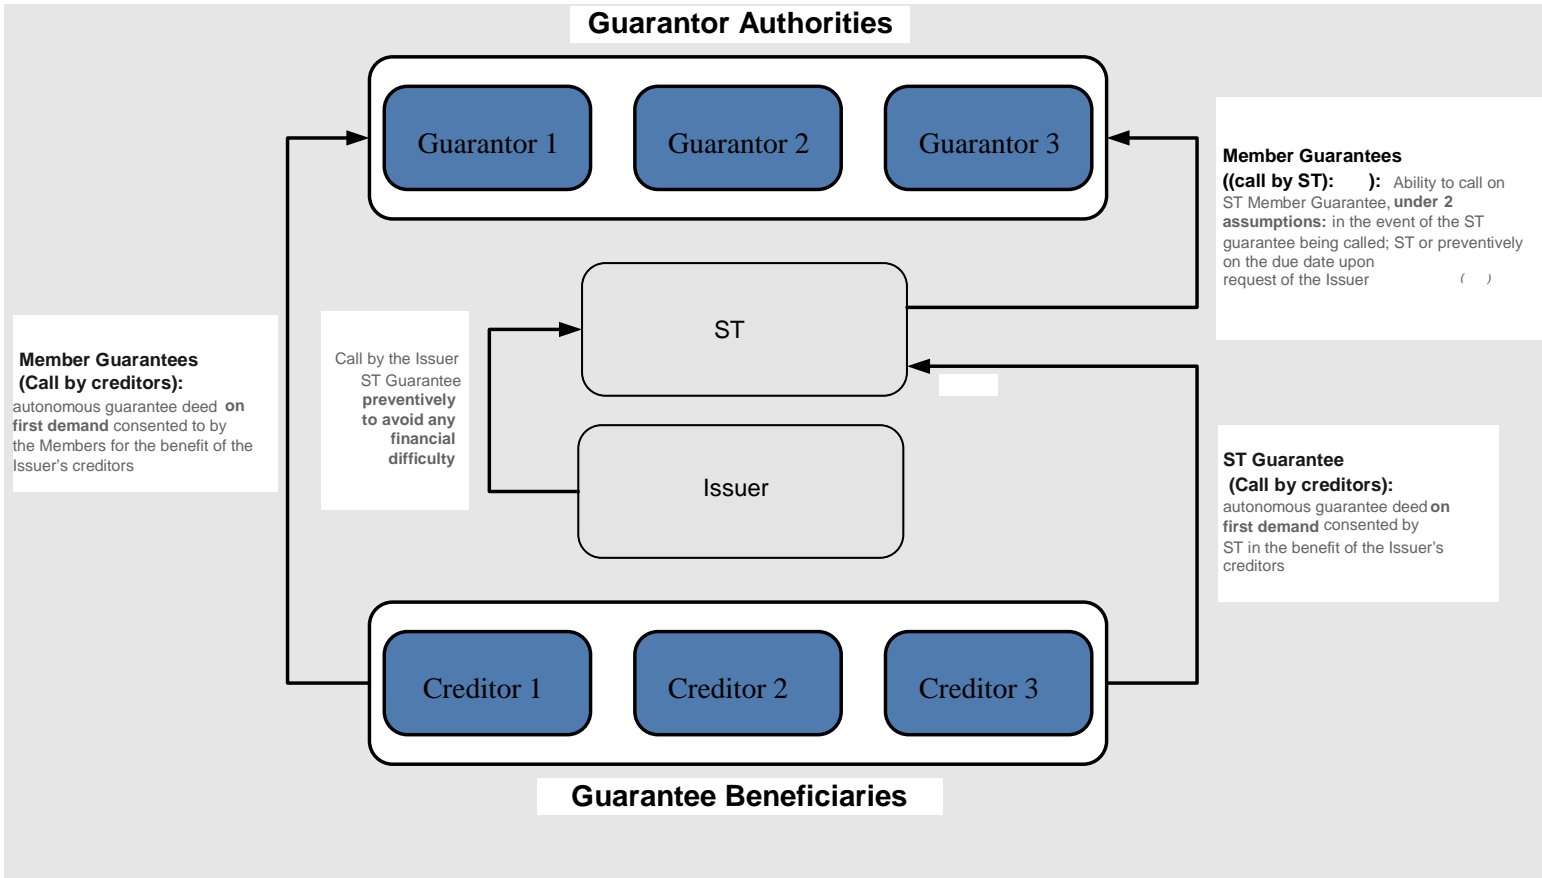 Guarantor Authorities
Guarantor 1
Guarantor 2
Guarantor 3
Member Guarantees
((call by ST): ): Ability to call on
ST Member Guarantee, under 2
assumptions: in the event of the ST
guarantee being called; ST or preventively
on the due date upon
request of the Issuer ( )
ST
Member Guarantees
(Call by creditors):
autonomous guarantee deed on
first demand consented to by
the Members for the benefit of the
Issuer’s creditors
Call by the Issuer
ST Guarantee
preventively
to avoid any
financial
difficulty
Issuer
ST Guarantee
(Call by creditors):
autonomous guarantee deed on
first demand consented by
ST in the benefit of the Issuer’s
creditors
Creditor 1
Creditor 2
Creditor 3
Guarantee Beneficiaries